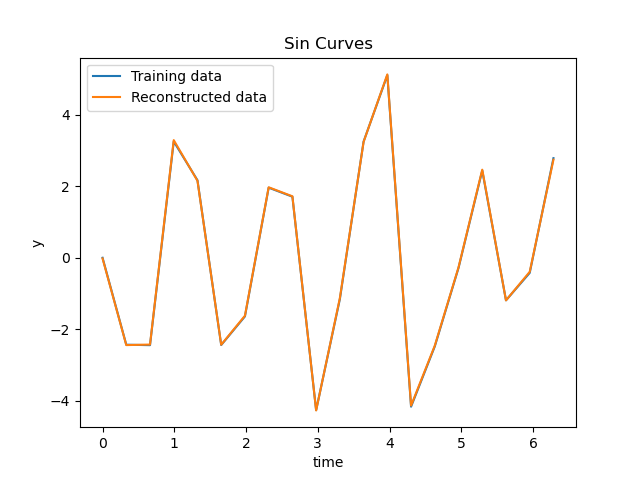 Sin Curves
Training data
Reconstructed data
4
2
0
−2
−4
y
0 1 2 3 4 5 6
time